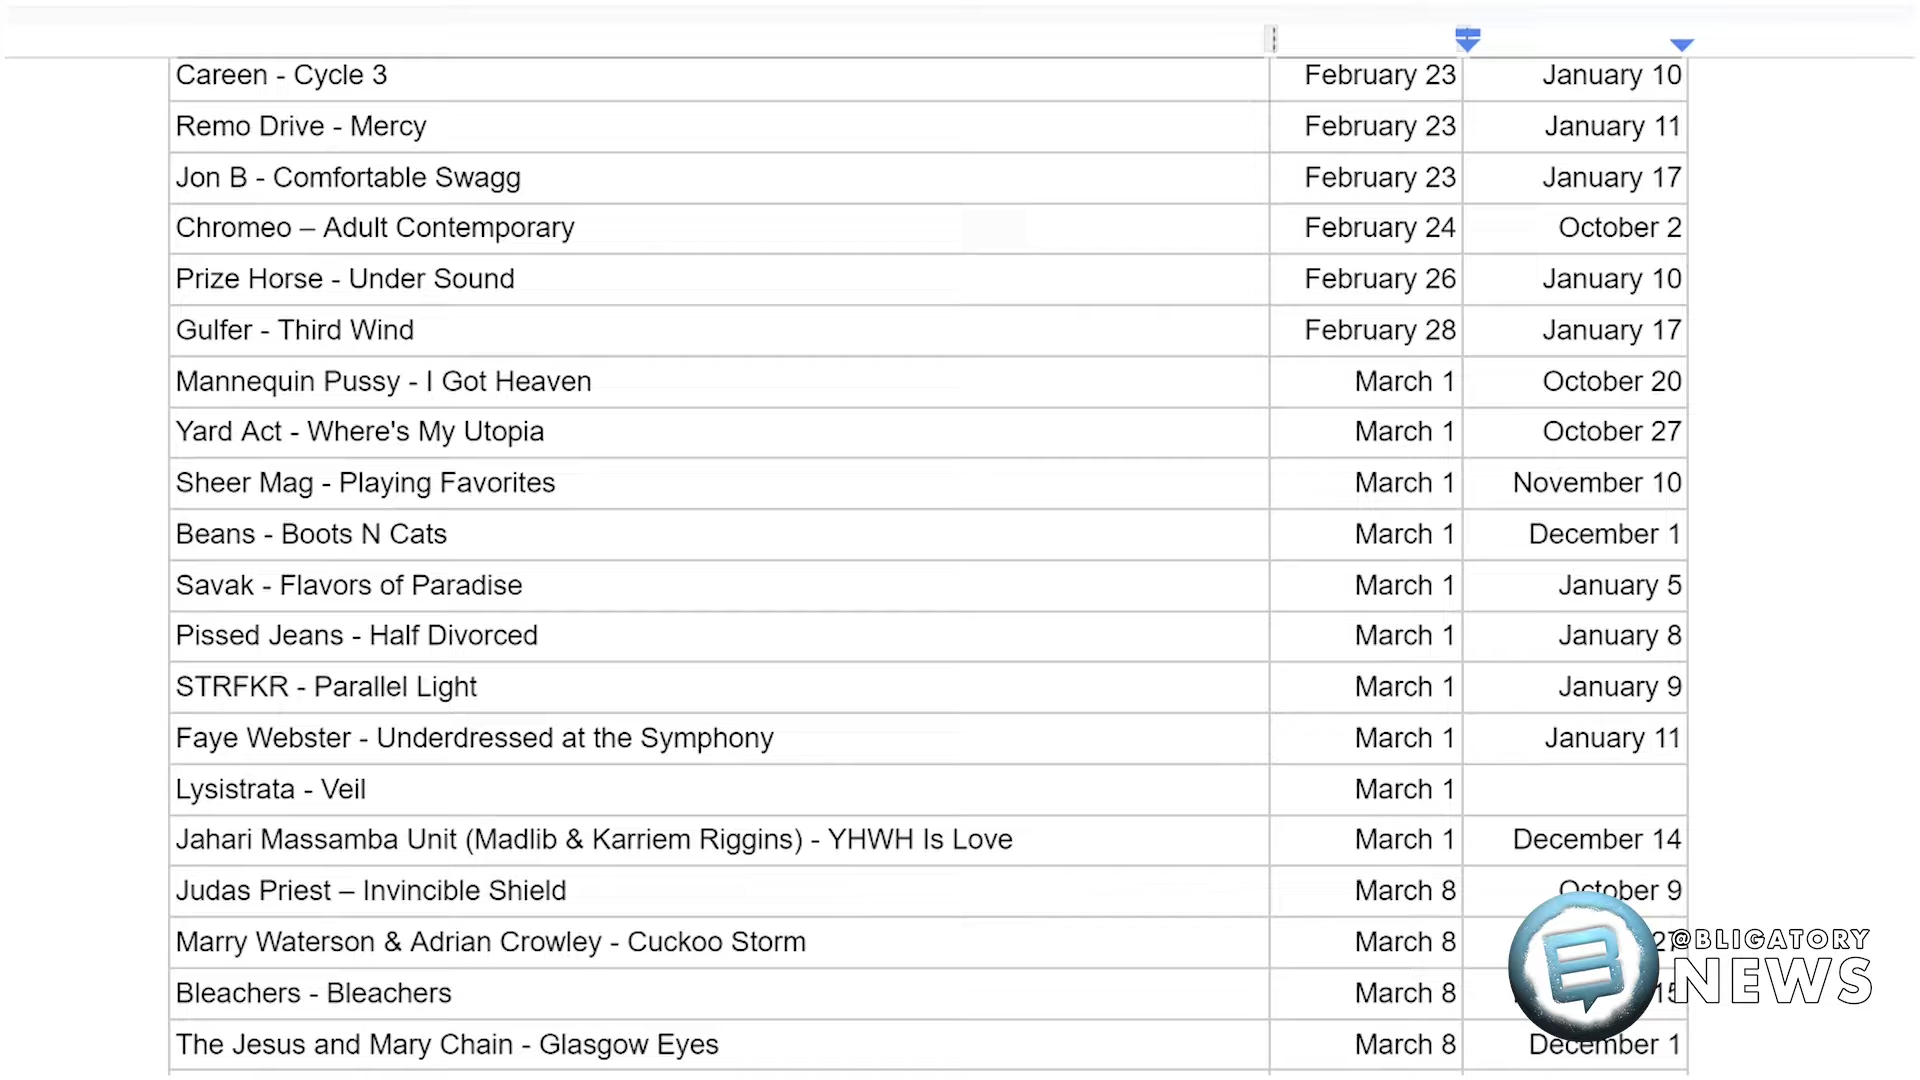 Careen - Cycle 3 February 23 January 10
Remo Drive - Mercy February 23 January 11
Jon B - Comfortable Swagg February 23 January 17
Chromeo – Adult Contemporary February 24 October 2
Prize Horse - Under Sound February 26 January 10
Gulfer - Third Wind February 28 January 17
Mannequin Pussy - I Got Heaven March 1 October 20
Yard Act - Where's My Utopia March 1 October 27
Sheer Mag - Playing Favorites March 1 November 10
Beans - Boots N Cats March 1 December 1
Savak - Flavors of Paradise March 1 January 5
Pissed Jeans - Half Divorced March 1 January 8
STRFKR - Parallel Light March 1 January 9
Faye Webster - Underdressed at the Symphony March 1 January 11
Lysistrata - Veil March 1
Jahari Massamba Unit (Madlib & Karriem Riggins) - YHWH Is Love March 1 December 14
Judas Priest – Invincible Shield March 8 October 9
Marry Waterson & Adrian Crowley - Cuckoo Storm March 8 27
Bleachers - Bleachers March 8 15
The Jesus and Mary Chain - Glasgow Eyes March 8 December 1
B @BLIGATORY
NEWS